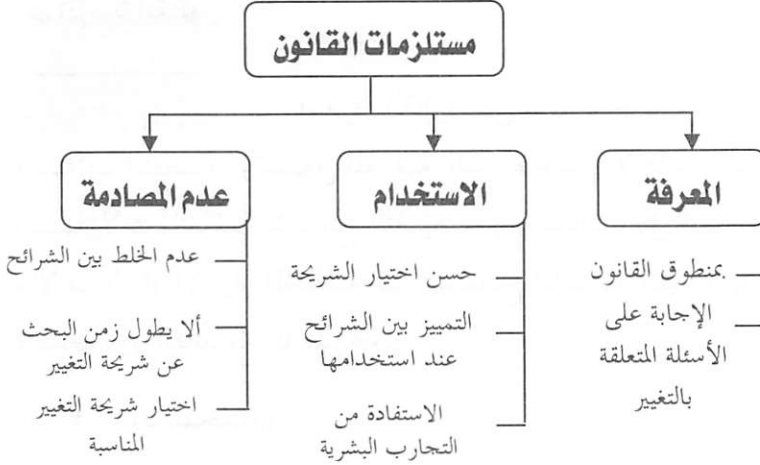 مستلزمات القانون
المعرفة
بمنطوق القانون
الإجابة على
الأسئلة المتعلقة
بالتغيير
الاستخدام
حسن اختيار الشريحة
التمييز بين الشرائح
عند استخدامها
الاستفادة من
التجارب البشرية
عدم المصادمة
عدم الخلط بين الشرائح
ألا يطول زمن البحث
عن شريحة التغيير
اختيار شريحة التغيير
المناسبة